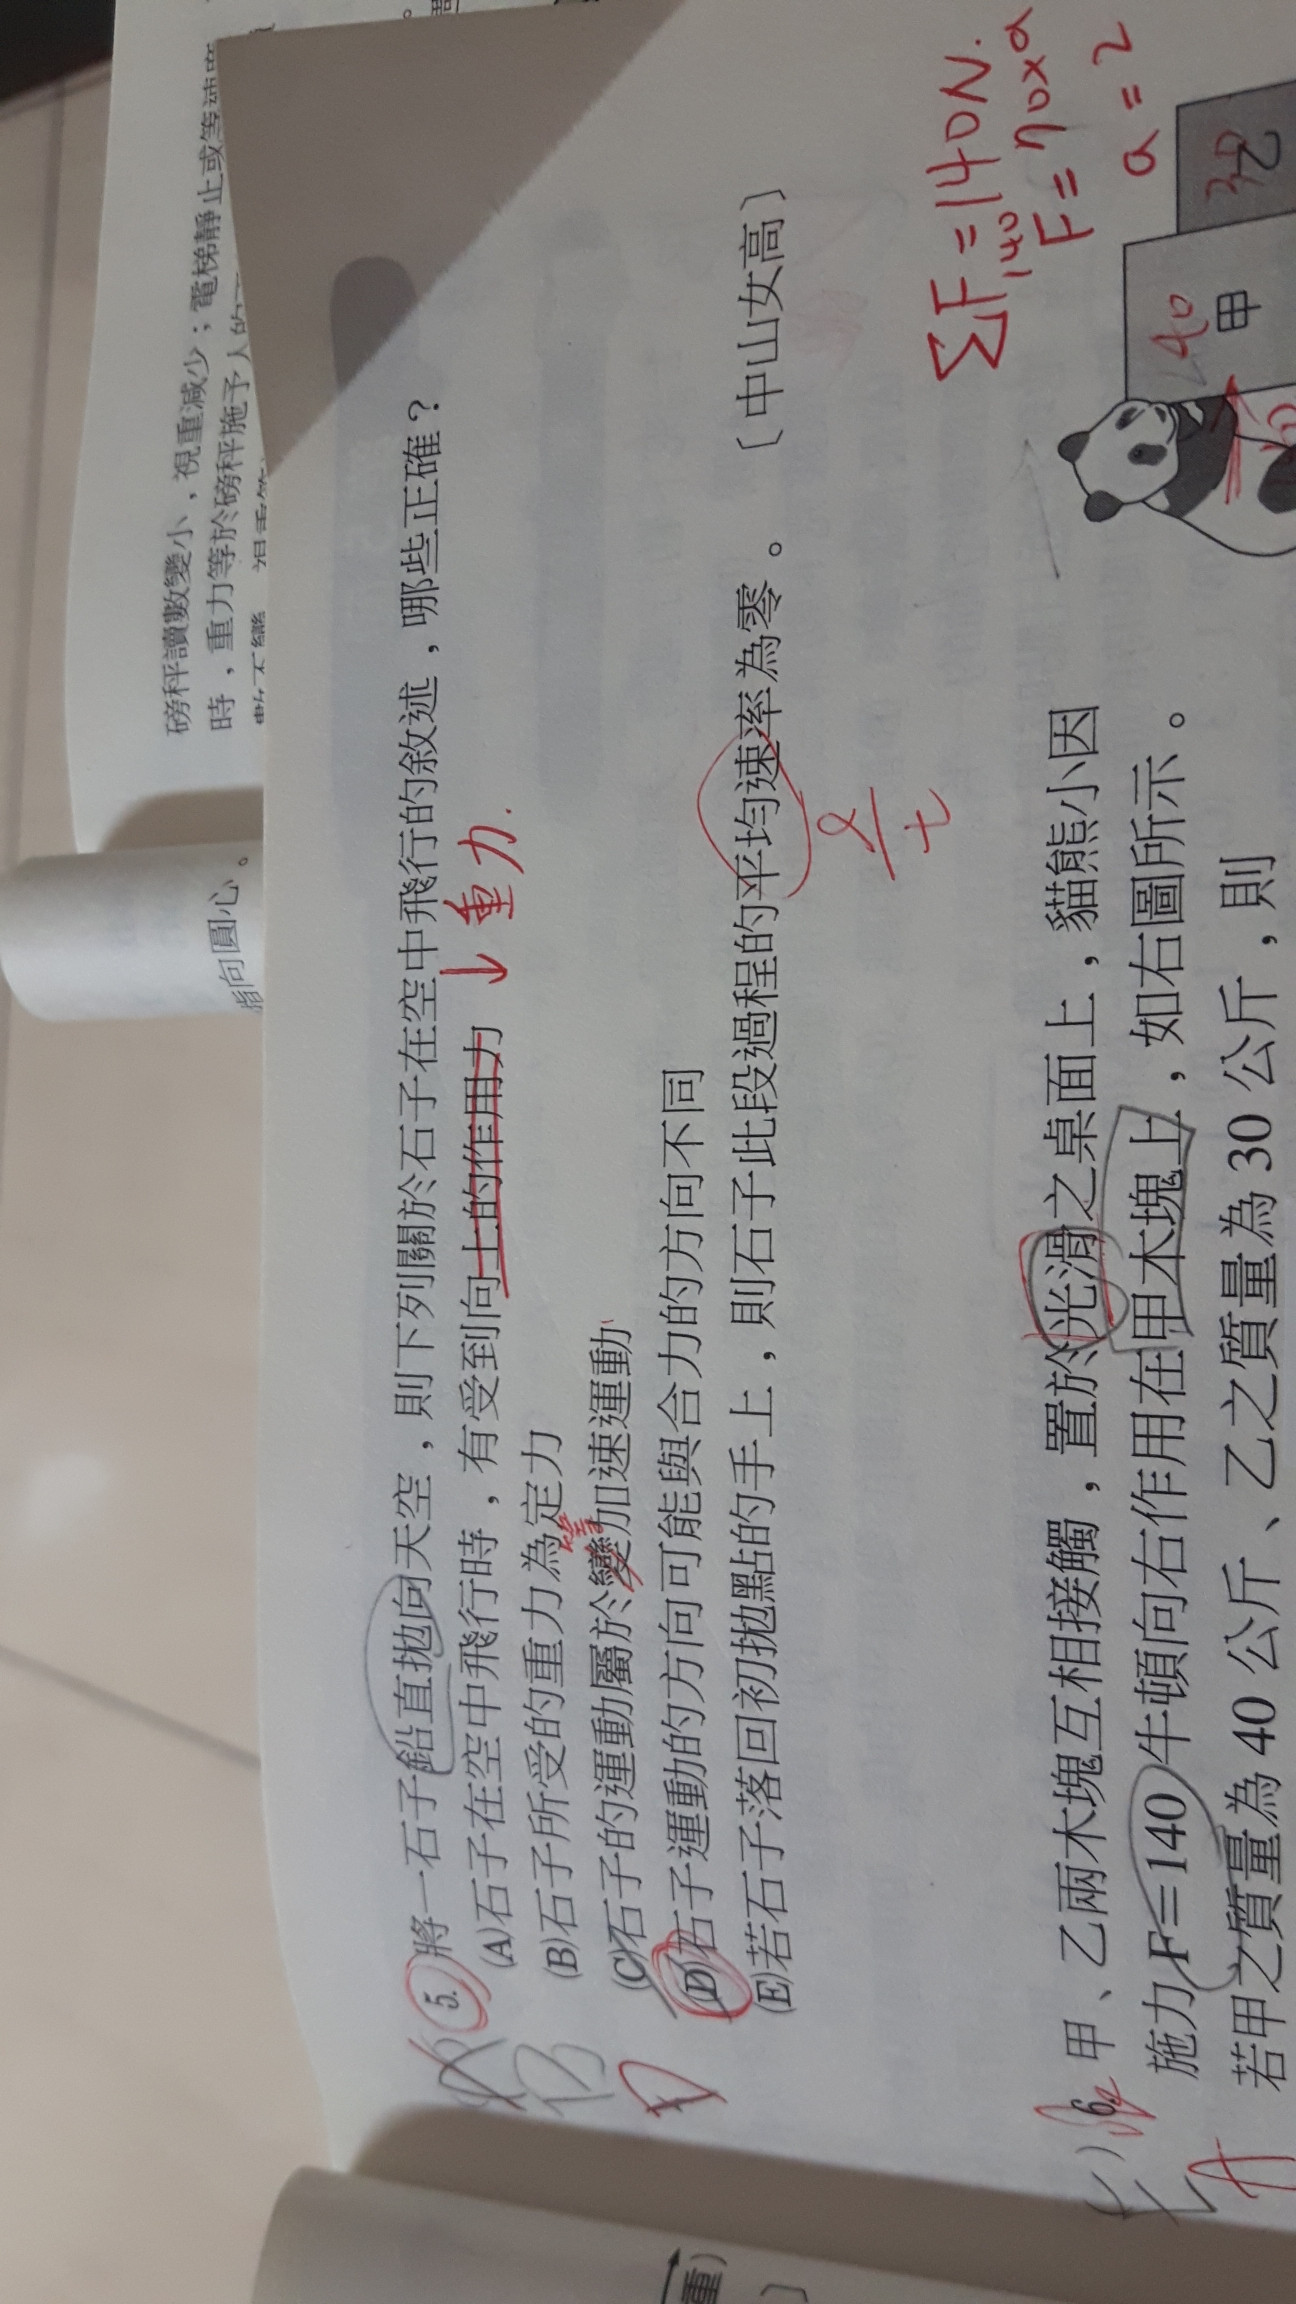 磅秤讀數變小，視重減少；電梯靜止或等速
時，重力等於磅秤施予人的
指向圓心。
5. 將一石子鉛直拋向天空，則下列關於石子在空中飛行的敘述，哪些正確？
(A)石子在空中飛行時，有受到向上的作用力 ↓重力.
(B)石子所受的重力為定力
等
(C)石子的運動屬於變加速運動
(D)石子運動的方向可能與合力的方向不同
(E)若石子落回初拋點的手上，則石子此段過程的平均速率為零。〔中山女高〕
B
D
ΣF=140N.
140
F=70×a
a=2
6. 甲、乙兩木塊互相接觸，置於光滑之桌面上，貓熊小因
施力F=140牛頓向右作用在甲木塊上，如右圖所示。
若甲之質量為 40 公斤、乙之質量為 30 公斤，則
40
甲
30
乙
A
重)